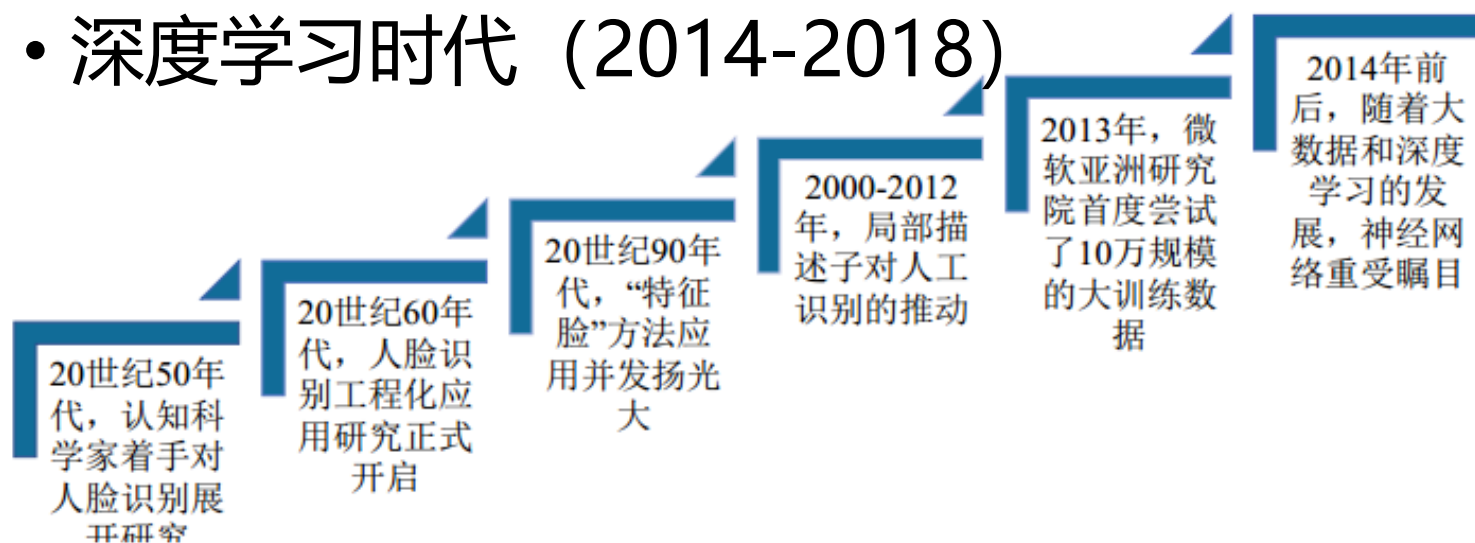 • 深度学习时代（2014-2018）
20世纪50年
代，认知科
学家着手对
人脸识别展
开研究
20世纪60年
代，人脸识
别工程化应
用研究正式
开启
20世纪90年
代，“特征
脸”方法应
用并发扬光
大
2000-2012
年，局部描
述子对人工
识别的推动
2013年，微
软亚洲研究
院首度尝试
了10万规模
的大训练数
据
2014年前
后，随着大
数据和深度
学习的发
展，神经网
络重受瞩目